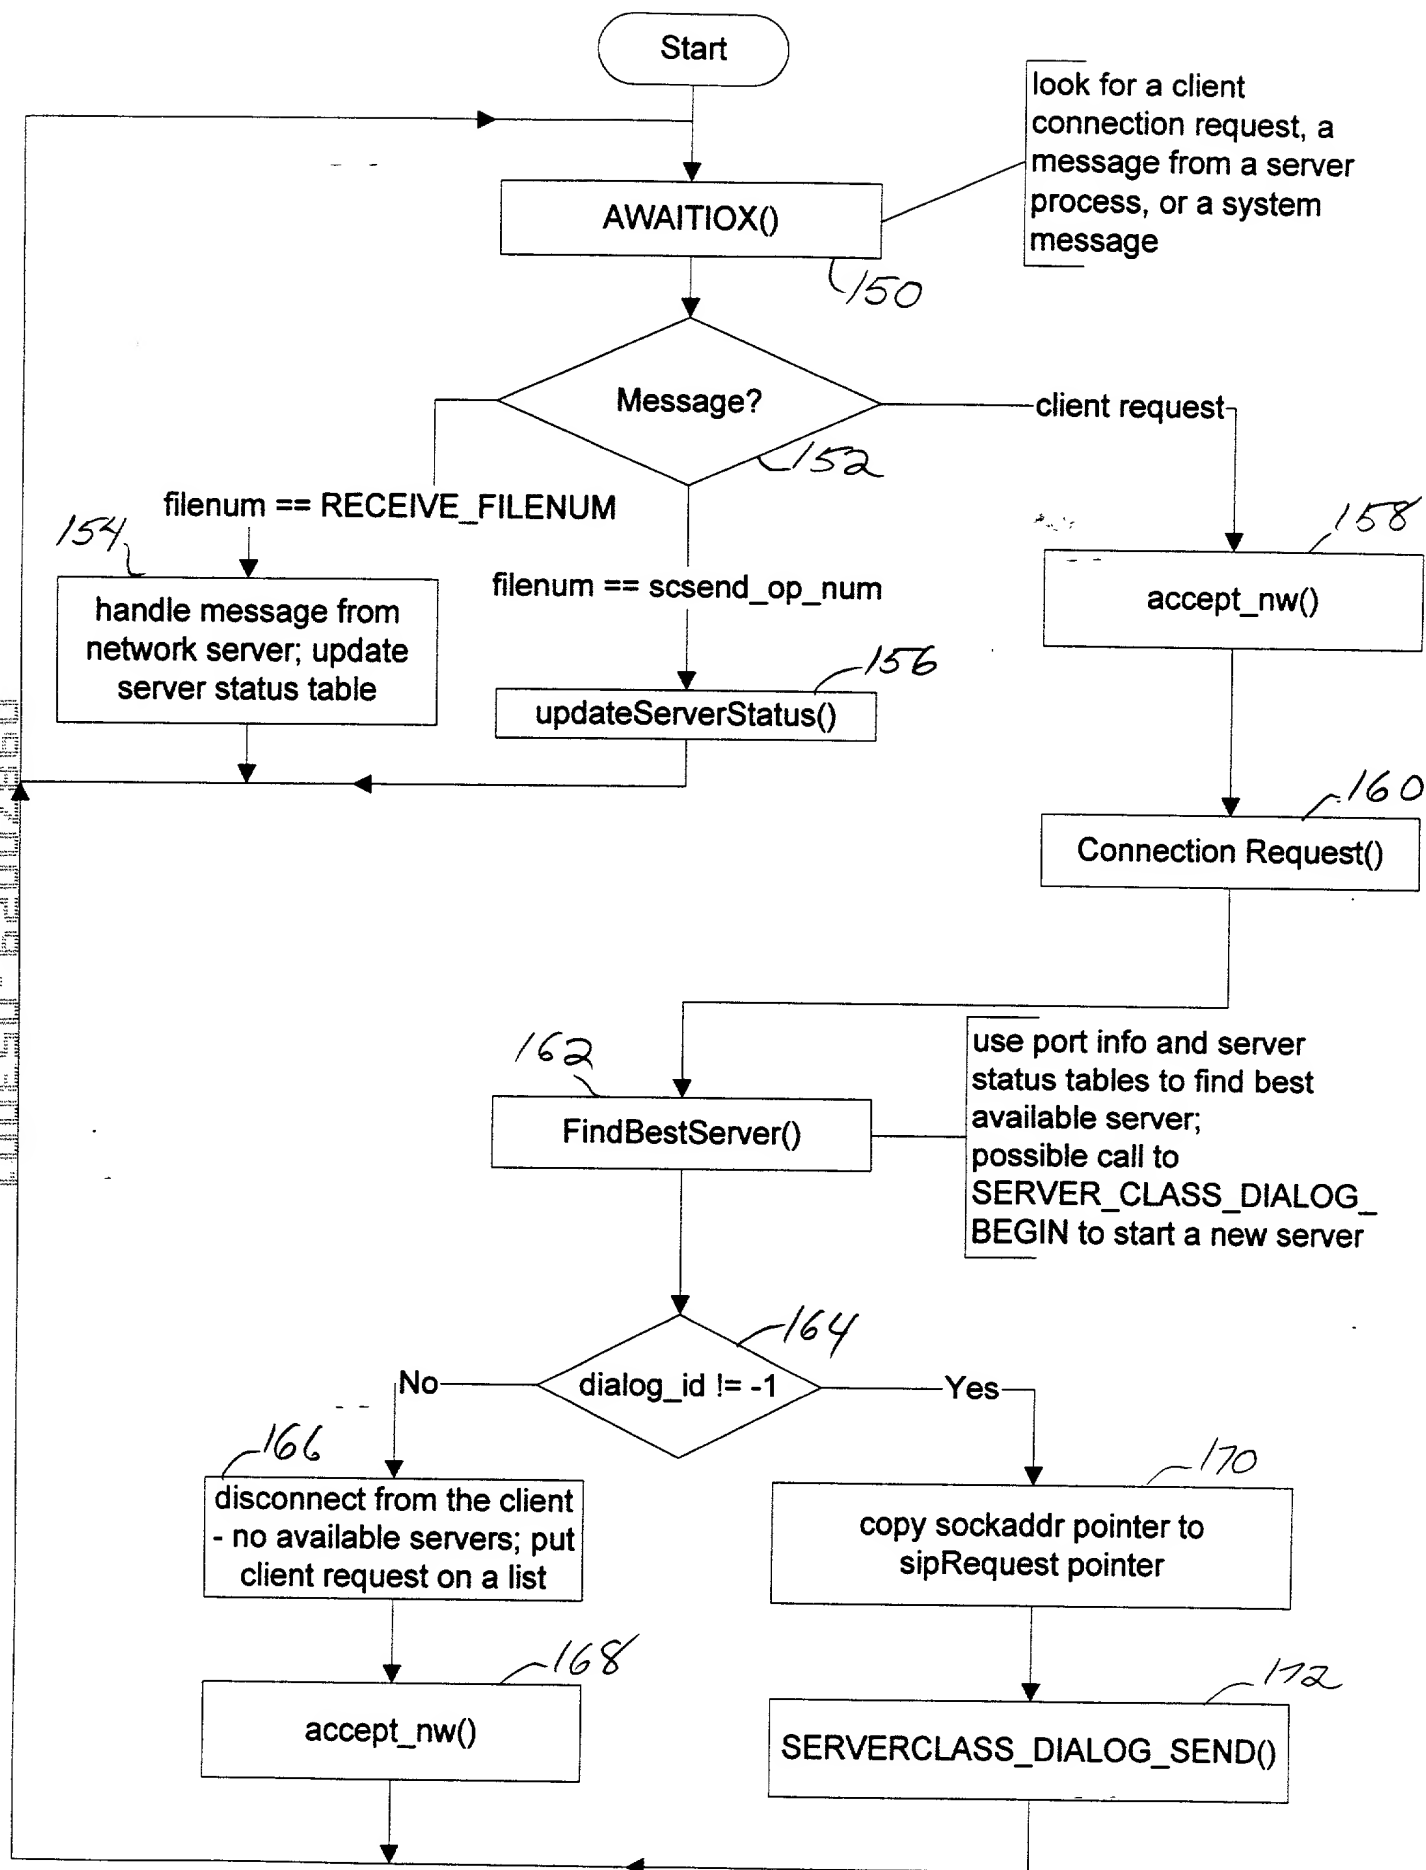 Start
look for a client
connection request, a
message from a server
process, or a system
message
AWAITIOX()
150
Message?
client request
152
filenum == RECEIVE_FILENUM
154
158
filenum == scsend_op_num
accept_nw()
handle message from
network server; update
server status table
156
updateServerStatus()
160
Connection Request()
162
use port info and server
status tables to find best
available server;
possible call to
SERVER_CLASS_DIALOG_
BEGIN to start a new server
FindBestServer()
164
No
dialog_id != -1
Yes
166
170
disconnect from the client
- no available servers; put
client request on a list
copy sockaddr pointer to
sipRequest pointer
168
172
accept_nw()
SERVERCLASS_DIALOG_SEND()